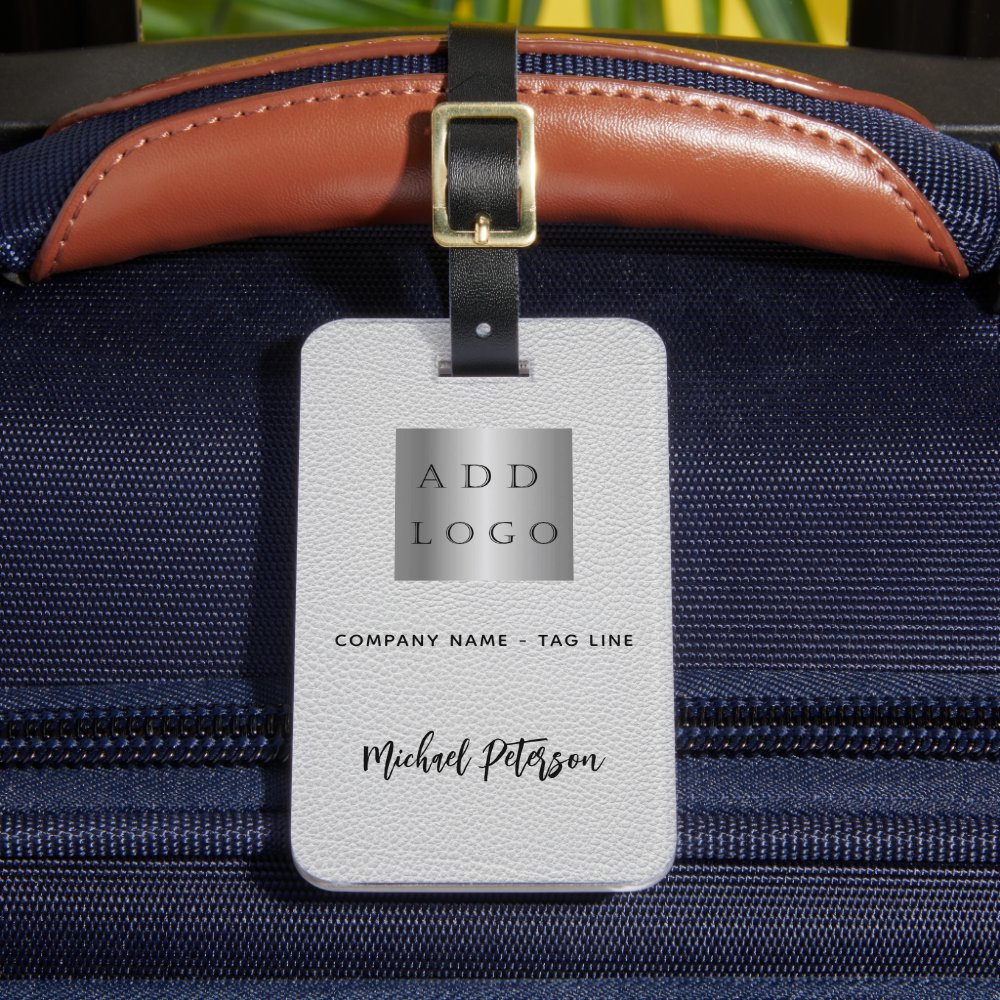 ADD
LOGO
COMPANY NAME - TAG LINE
Michael Peterson